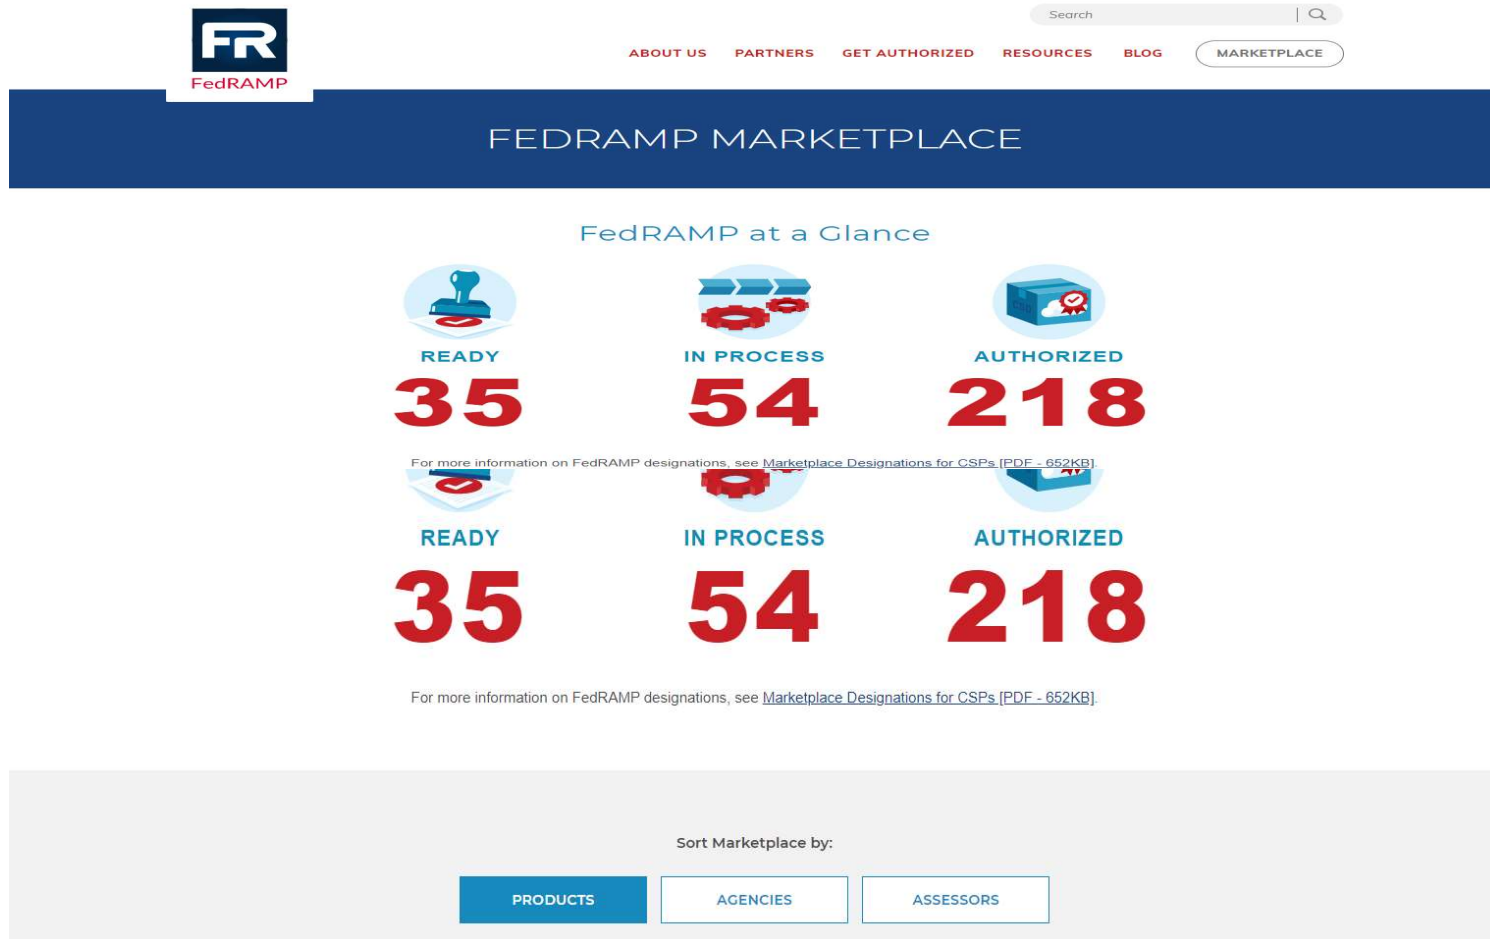 Search
FR
FedRAMP
ABOUT US PARTNERS GET AUTHORIZED RESOURCES BLOG MARKETPLACE
FEDRAMP MARKETPLACE
FedRAMP at a Glance
CSO
READY IN PROCESS AUTHORIZED
35 54 218
For more information on FedRAMP designations, see Marketplace Designations for CSPs [PDF - 652KB].
READY IN PROCESS AUTHORIZED
35 54 218
For more information on FedRAMP designations, see Marketplace Designations for CSPs [PDF - 652KB].
Sort Marketplace by:
PRODUCTS AGENCIES ASSESSORS